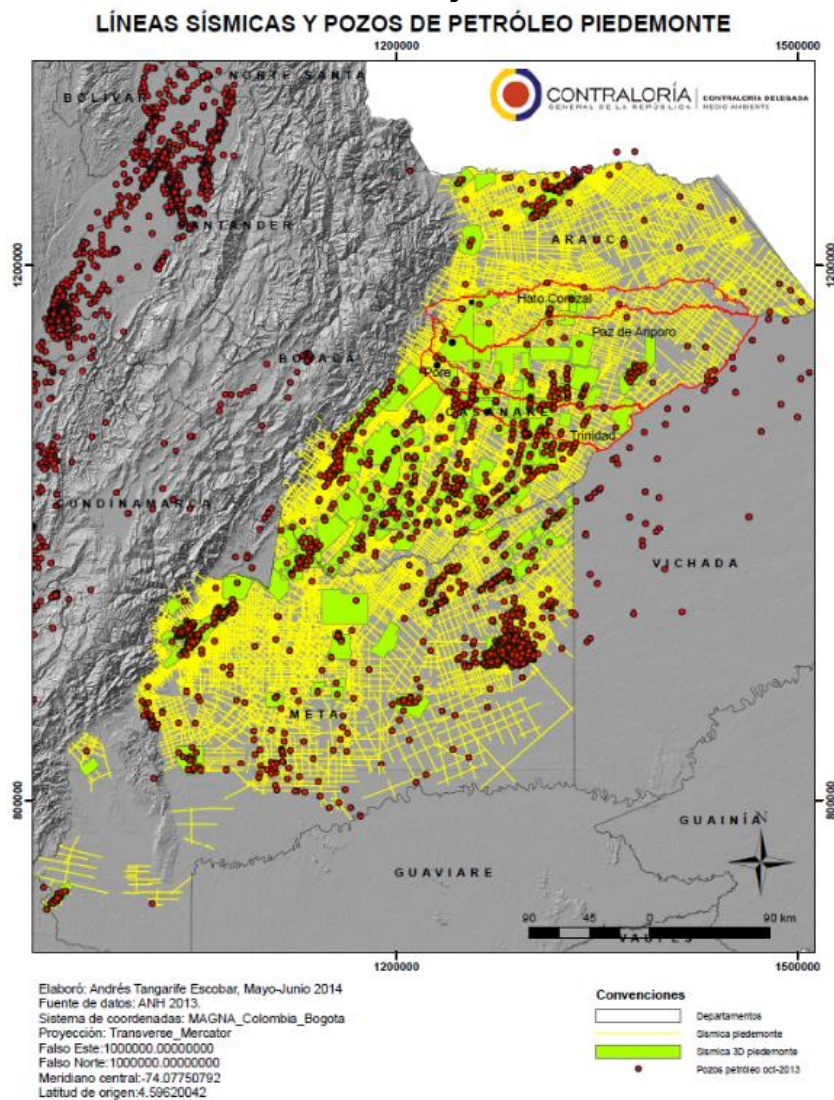 LÍNEAS SÍSMICAS Y POZOS DE PETRÓLEO PIEDEMONTE
1200000
1500000
NORTE SANTA
BOLIVAR
CONTRALORÍA
GENERAL DE LA REPÚBLICA
CONTRALORÍA DELEGADA
MEDIO AMBIENTE
ANTANDER
ARAUCA
1200000
1200000
Hato Corozal
Paz de Ariporo
BOYACÁ
Pore
CASANARE
Trinidad
UNDINAMARCA
VICHADA
META
800000
800000
GUAINÍA
N
GUAVIARE
90
45
0
90 km
VAUPES
1200000
1500000
Elaboró: Andrés Tangarife Escobar, Mayo-Junio 2014
Fuente de datos: ANH 2013.
Sistema de coordenadas: MAGNA_Colombia_Bogota
Proyección: Transverse_Mercator
Falso Este:1000000.00000000
Falso Norte:1000000.00000000
Meridiano central:-74.07750792
Latitud de origen:4.59620042
Convenciones
Departamentos
Sísmica piedemonte
Sísmica 3D piedemonte
Pozos petróleo oct-2013